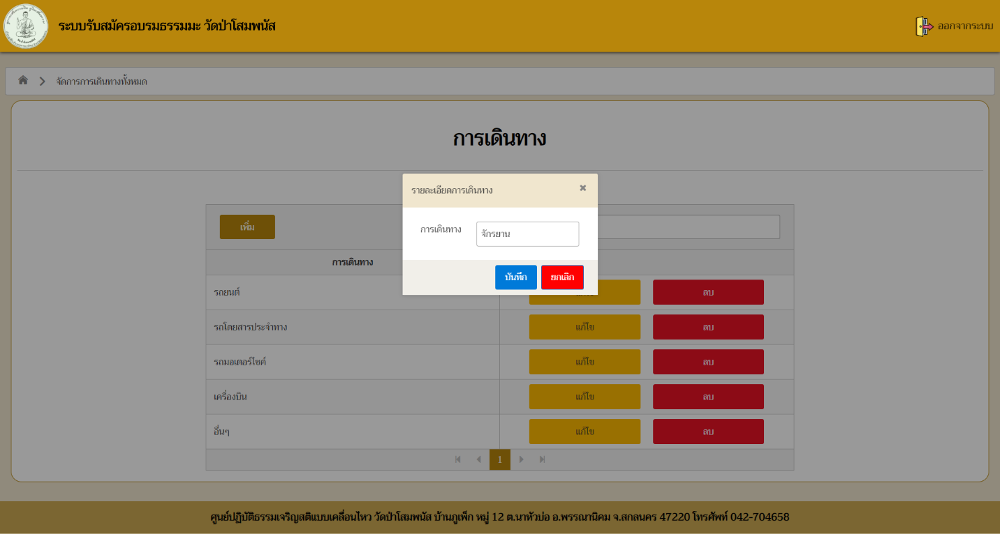 ระบบรับสมัครอบรมธรรมมะ วัดป่าโสมพนัส
ออกจากระบบ
จัดการการเดินทางทั้งหมด
การเดินทาง
รายละเอียดการเดินทาง
การเดินทาง จักรยาน
บันทึก ยกเลิก
เพิ่ม
การเดินทาง
รถยนต์ ลบ
รถโดยสารประจำทาง แก้ไข ลบ
รถมอเตอร์ไซค์ แก้ไข ลบ
เครื่องบิน แก้ไข ลบ
อื่นๆ แก้ไข ลบ
1
ศูนย์ปฏิบัติธรรมเจริญสติแบบเคลื่อนไหว วัดป่าโสมพนัส บ้านภูเพ็ก หมู่ 12 ต.นาหัวบ่อ อ.พรรณานิคม จ.สกลนคร 47220 โทรศัพท์ 042-704658